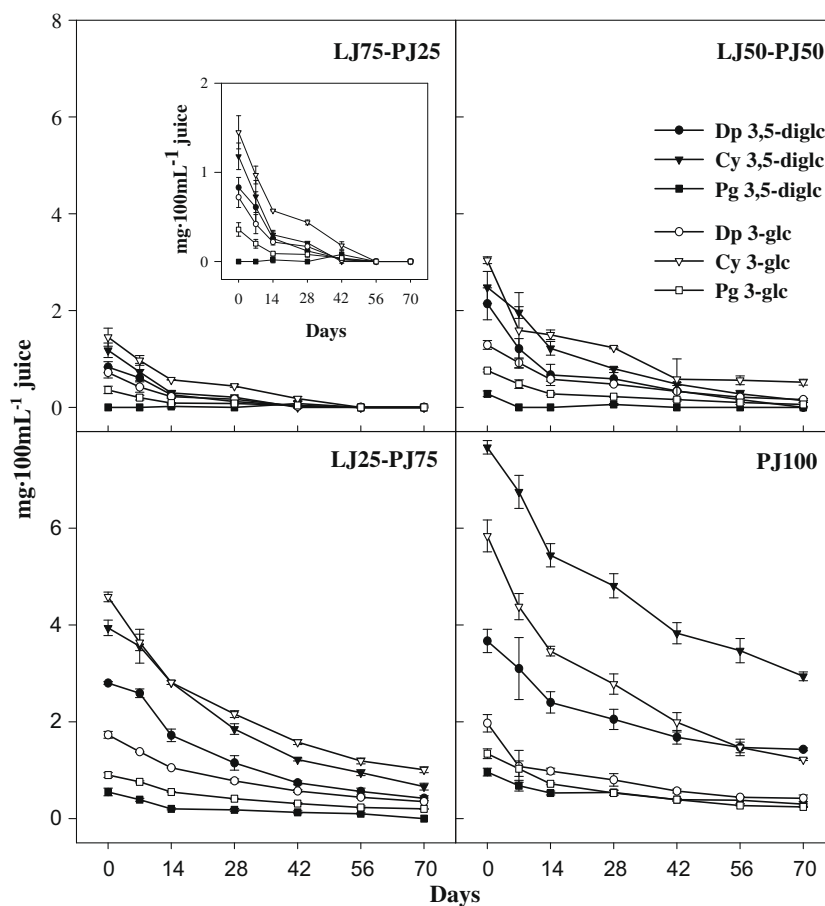 LJ75-PJ25
LJ50-PJ50
8
6
4
2
0
mg·100mL-1 juice
2
1
0
mg·100mL-1 juice
0 14 28 42 56 70
Days
Dp 3,5-diglc
Cy 3,5-diglc
Pg 3,5-diglc
Dp 3-glc
Cy 3-glc
Pg 3-glc
LJ25-PJ75
PJ100
6
4
2
0
0 14 28 42 56 70
0 14 28 42 56 70
Days